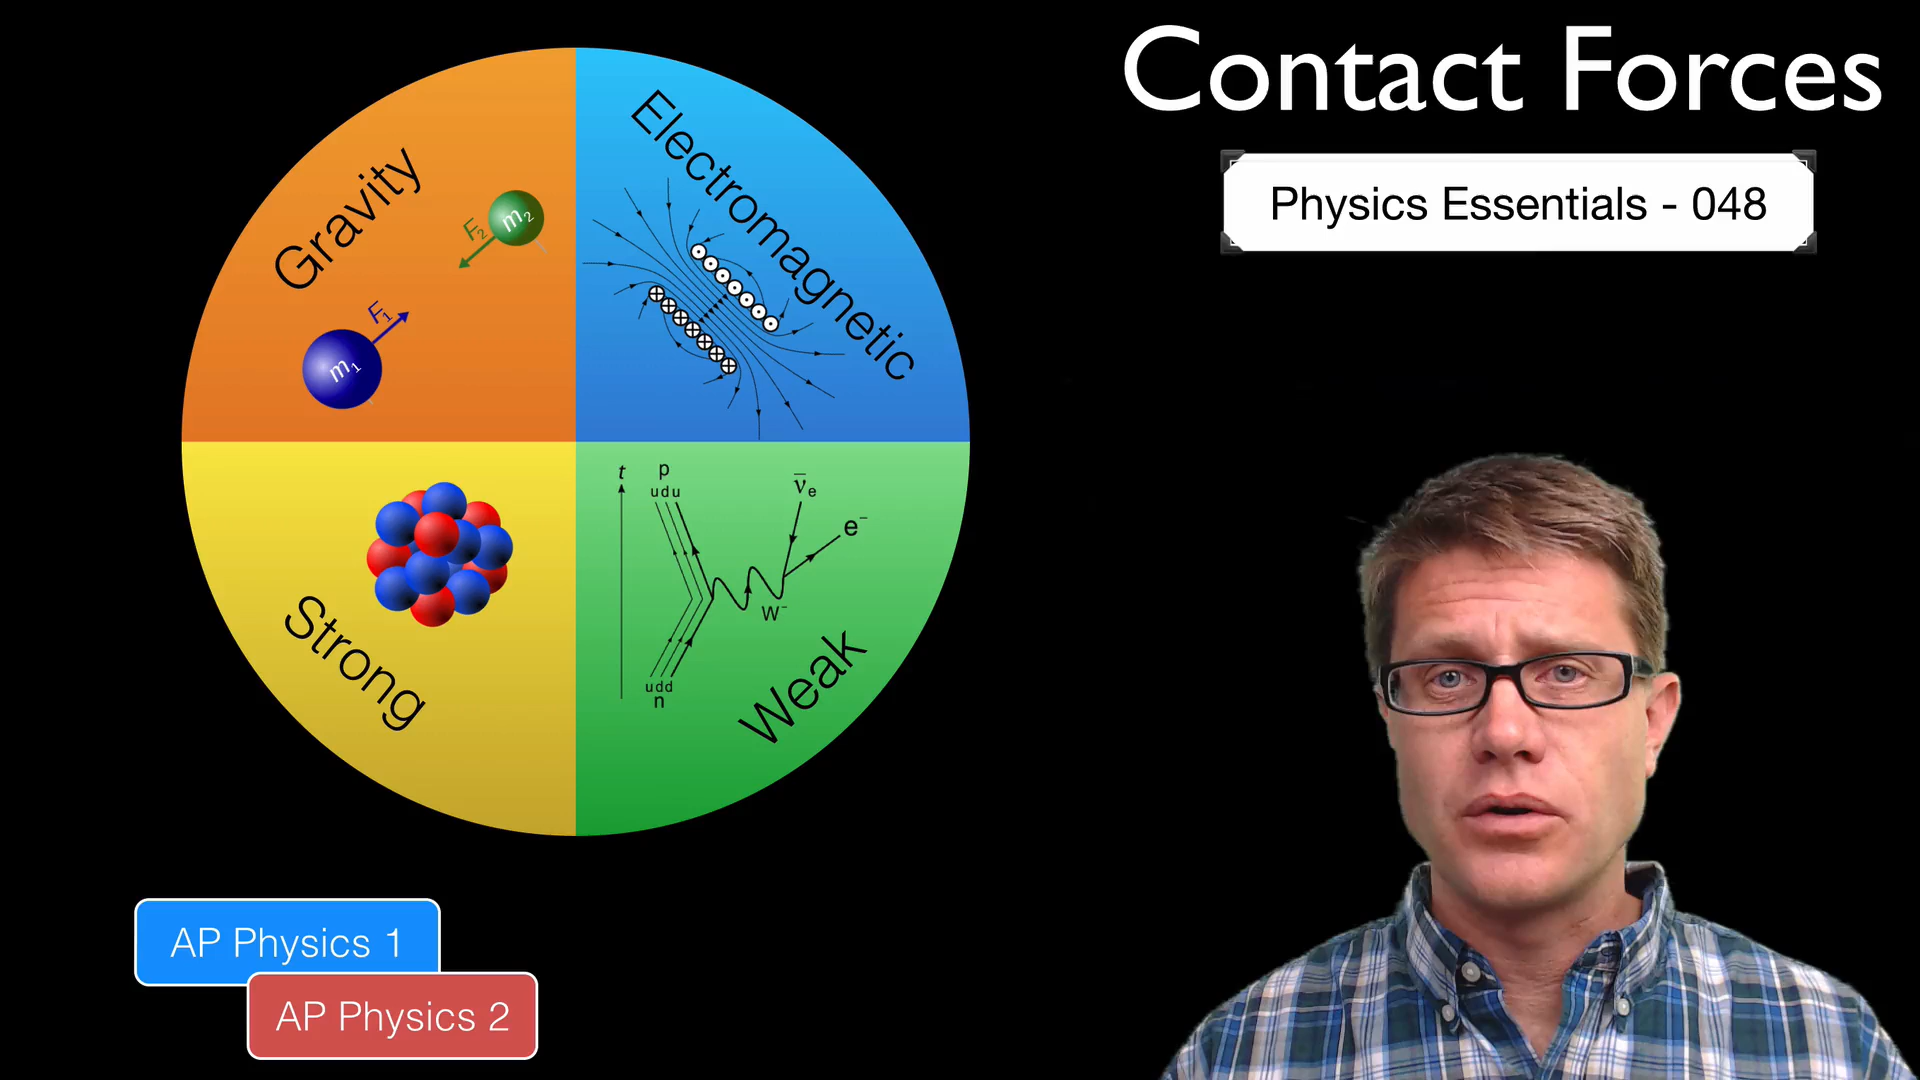 Contact Forces
Physics Essentials - 048
Gravity
m₂
F₂
F₁
m₁
Electromagnetic
Strong
t
p
udu
ν̅e
e⁻
W⁻
udd
n
Weak
AP Physics 1
AP Physics 2